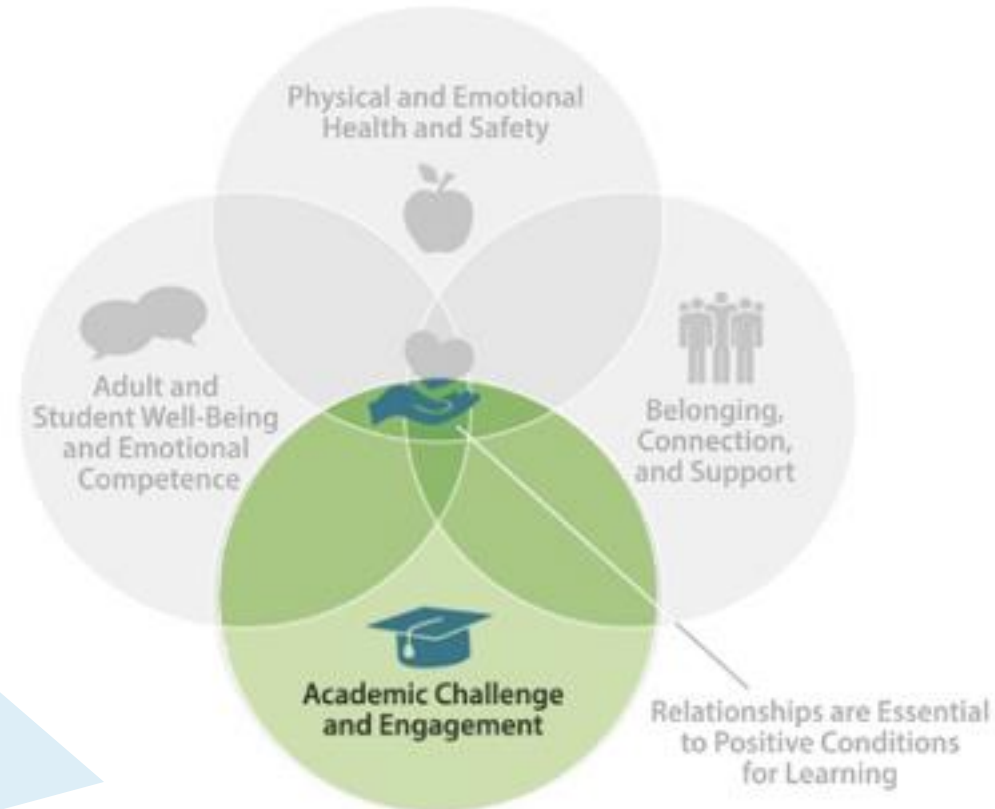 Physical and Emotional
Health and Safety
Adult and
Student Well-Being
and Emotional
Competence
Belonging,
Connection,
and Support
Academic Challenge
and Engagement
Relationships are Essential
to Positive Conditions
for Learning